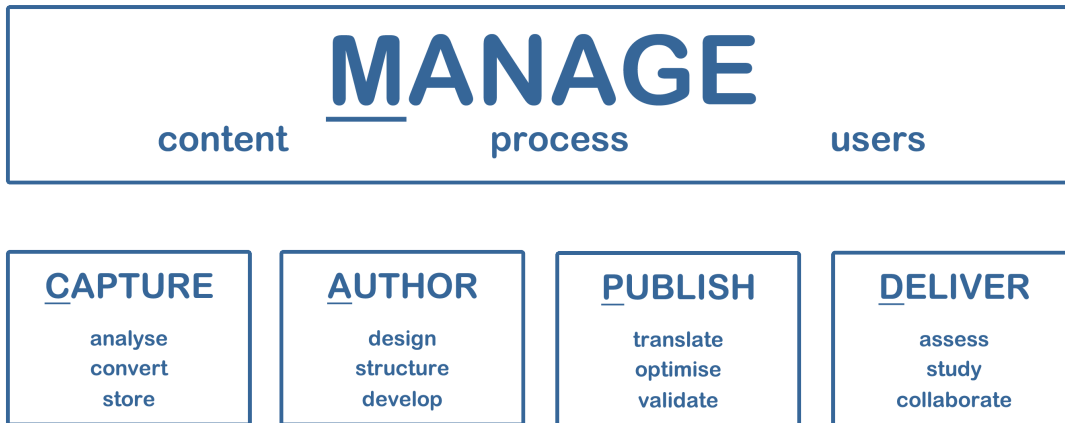 MANAGE
content process users
CAPTURE
analyse
convert
store
AUTHOR
design
structure
develop
PUBLISH
translate
optimise
validate
DELIVER
assess
study
collaborate